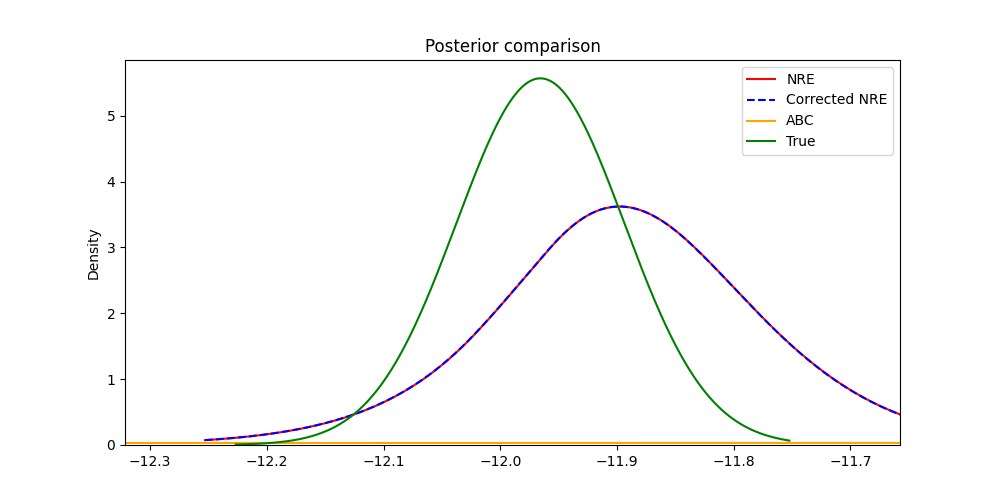 Posterior comparison
NRE
Corrected NRE
ABC
True
Density
5
4
3
2
1
0
−12.3 −12.2 −12.1 −12.0 −11.9 −11.8 −11.7